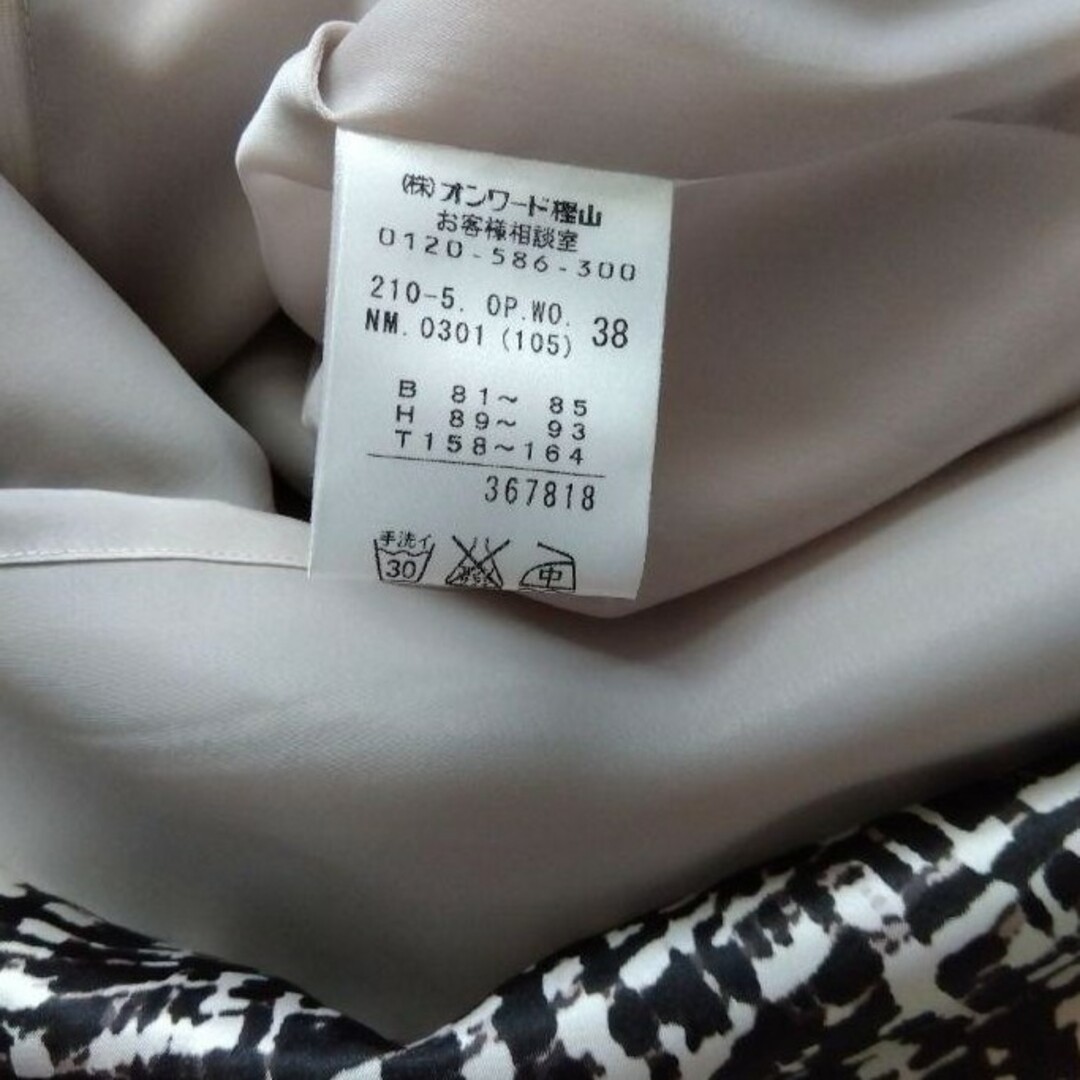 (株)オンワード樫山
お客様相談室
0120-586-300
210-5. OP.WO. 38
NM. 0301 (105)
B 81~ 85
H 89~ 93
T158~164
367818
手洗イ
30 中